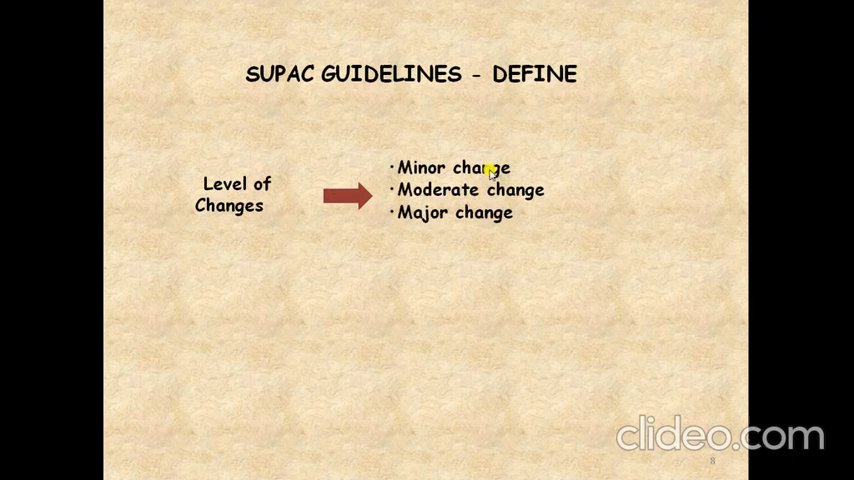 SUPAC GUIDELINES - DEFINE
Level of
Changes
·Minor change
·Moderate change
·Major change
clideo.com
8